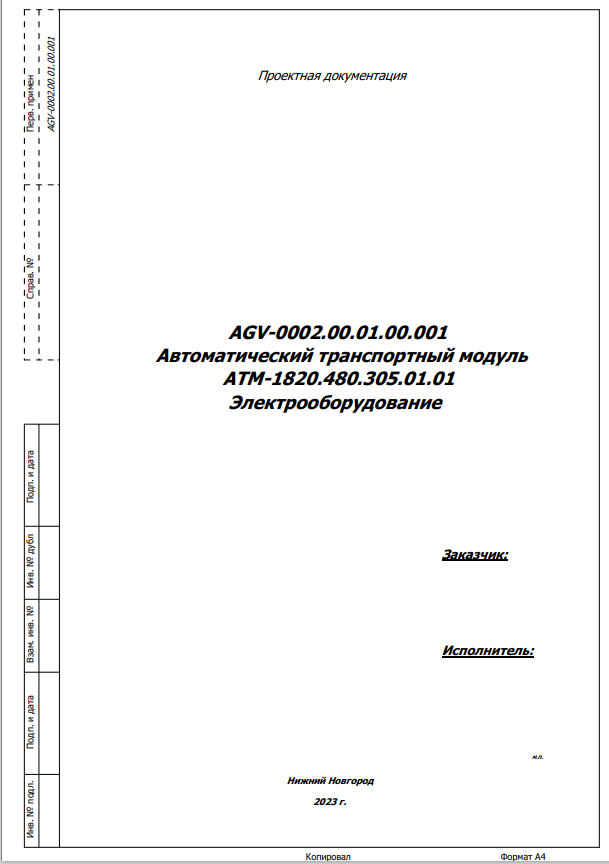 Перв. примен
AGV-0002.00.01.00.001
Справ. №
Подп. и дата
Инв. № дубл
Взам. инв. №
Подп. и дата
Инв. № подл.
Проектная документация
AGV-0002.00.01.00.001
Автоматический транспортный модуль
АТМ-1820.480.305.01.01
Электрооборудование
Заказчик:
Исполнитель:
м.п.
Нижний Новгород
2023 г.
Копировал
Формат А4